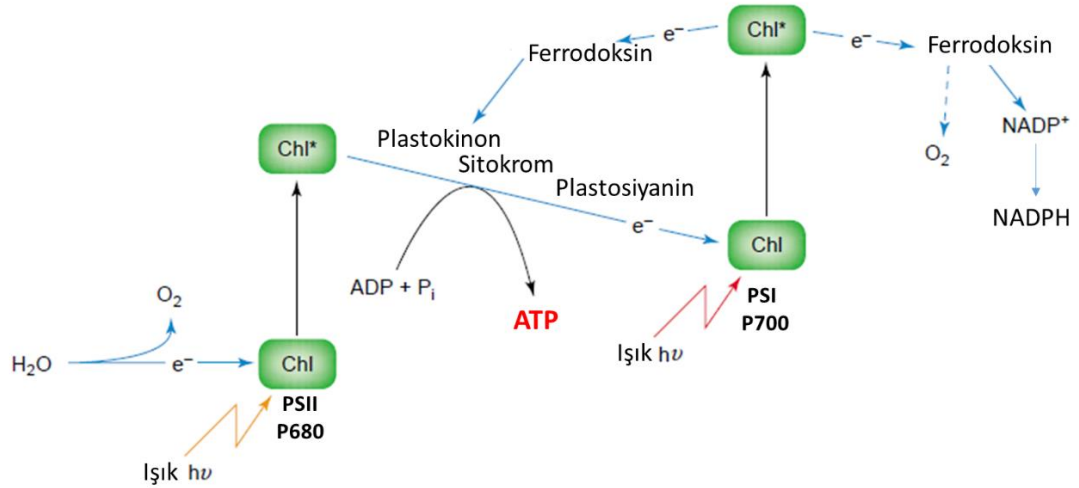 Chl*
e⁻
e⁻
Ferrodoksin
Ferrodoksin
Chl*
Plastokinon
Sitokrom
Plastosiyanin
NADP⁺
O₂
e⁻
Chl
NADPH
ADP + Pᵢ
O₂
ATP
PSI
P700
Işık hυ
H₂O
e⁻
Chl
PSII
P680
Işık hυ